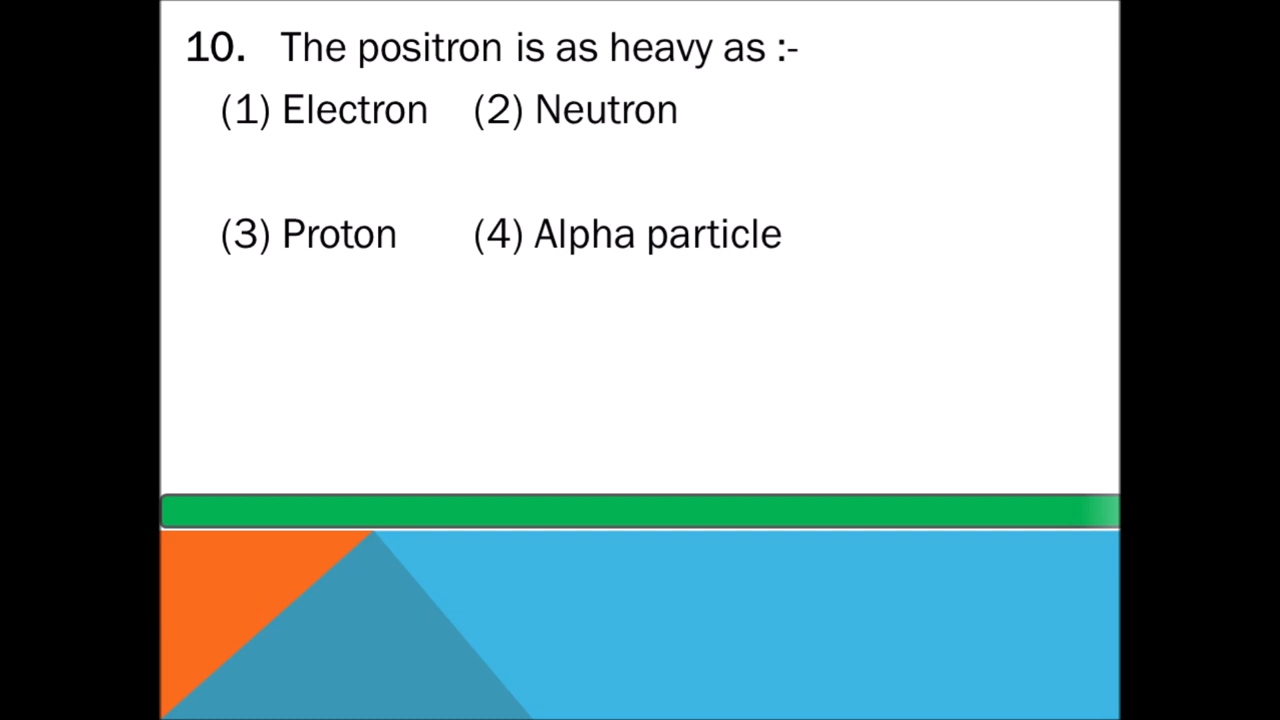 10. The positron is as heavy as :-
(1) Electron (2) Neutron
(3) Proton (4) Alpha particle